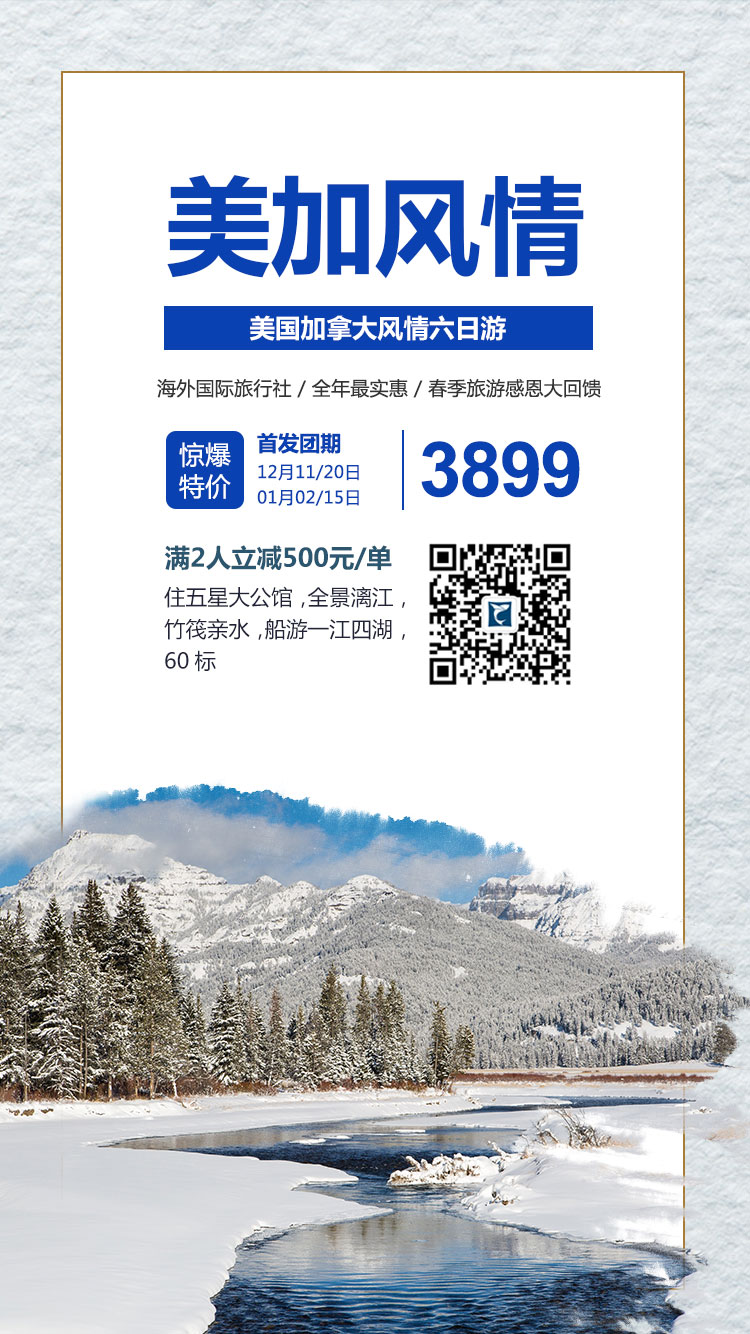 美加风情
美国加拿大风情六日游
海外国际旅行社 / 全年最实惠 / 春季旅游感恩大回馈
惊爆
特价
首发团期
12月11/20日
01月02/15日
3899
满2人立减500元/单
住五星大公馆 ,全景漓江 ,
竹筏亲水 ,船游一江四湖 ,
60 标